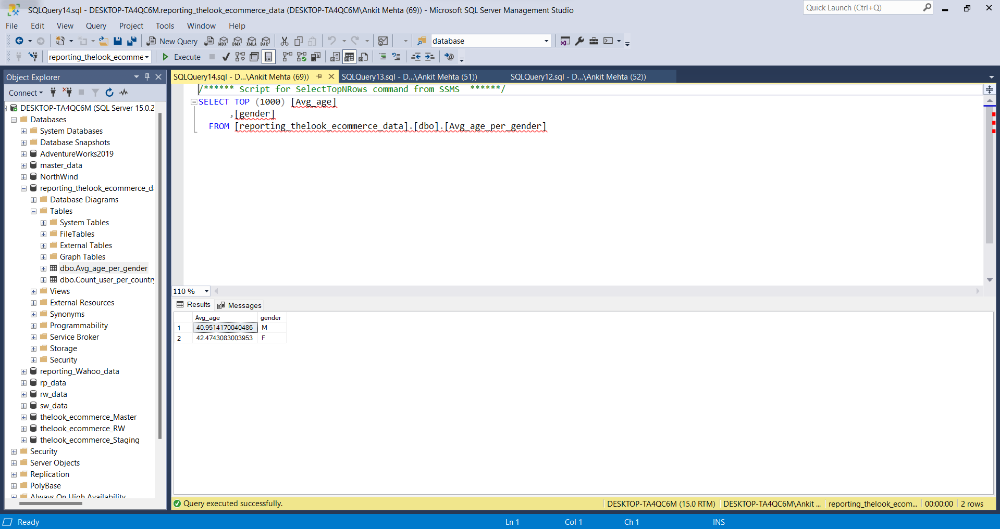 SQLQuery14.sql - DESKTOP-TA4QC6M.reporting_thelook_ecommerce_data (DESKTOP-TA4QC6M\Ankit Mehta (69)) - Microsoft SQL Server Management Studio
Quick Launch (Ctrl+Q)
File Edit View Query Project Tools Window Help
New Query
MDX DMX XMLA DAX
database
reporting_thelook_ecomme
Execute
Object Explorer
SQLQuery14.sql - D...\Ankit Mehta (69))
SQLQuery13.sql - D...\Ankit Mehta (51))
SQLQuery12.sql - D...\Ankit Mehta (52))
Connect
DESKTOP-TA4QC6M (SQL Server 15.0.2
Databases
System Databases
Database Snapshots
AdventureWorks2019
master_data
NorthWind
reporting_thelook_ecommerce_da
Database Diagrams
Tables
System Tables
FileTables
External Tables
Graph Tables
dbo.Avg_age_per_gender
dbo.Count_user_per_country
Views
External Resources
Synonyms
Programmability
Service Broker
Storage
Security
reporting_Wahoo_data
rp_data
rw_data
sw_data
thelook_ecommerce_Master
thelook_ecommerce_RW
thelook_ecommerce_Staging
Security
Server Objects
Replication
PolyBase
Always On High Availability
/****** Script for SelectTopNRows command from SSMS  ******/
SELECT TOP (1000) [Avg_age]
,[gender]
FROM [reporting_thelook_ecommerce_data].[dbo].[Avg_age_per_gender]
110 %
Results Messages
Avg_age gender
1 40.9514170040486 M
2 42.4743083003953 F
Query executed successfully.
DESKTOP-TA4QC6M (15.0 RTM)
DESKTOP-TA4QC6M\Ankit ...
reporting_thelook_ecom...
00:00:00
2 rows
Ready
Ln 1
Col 1
Ch 1
INS